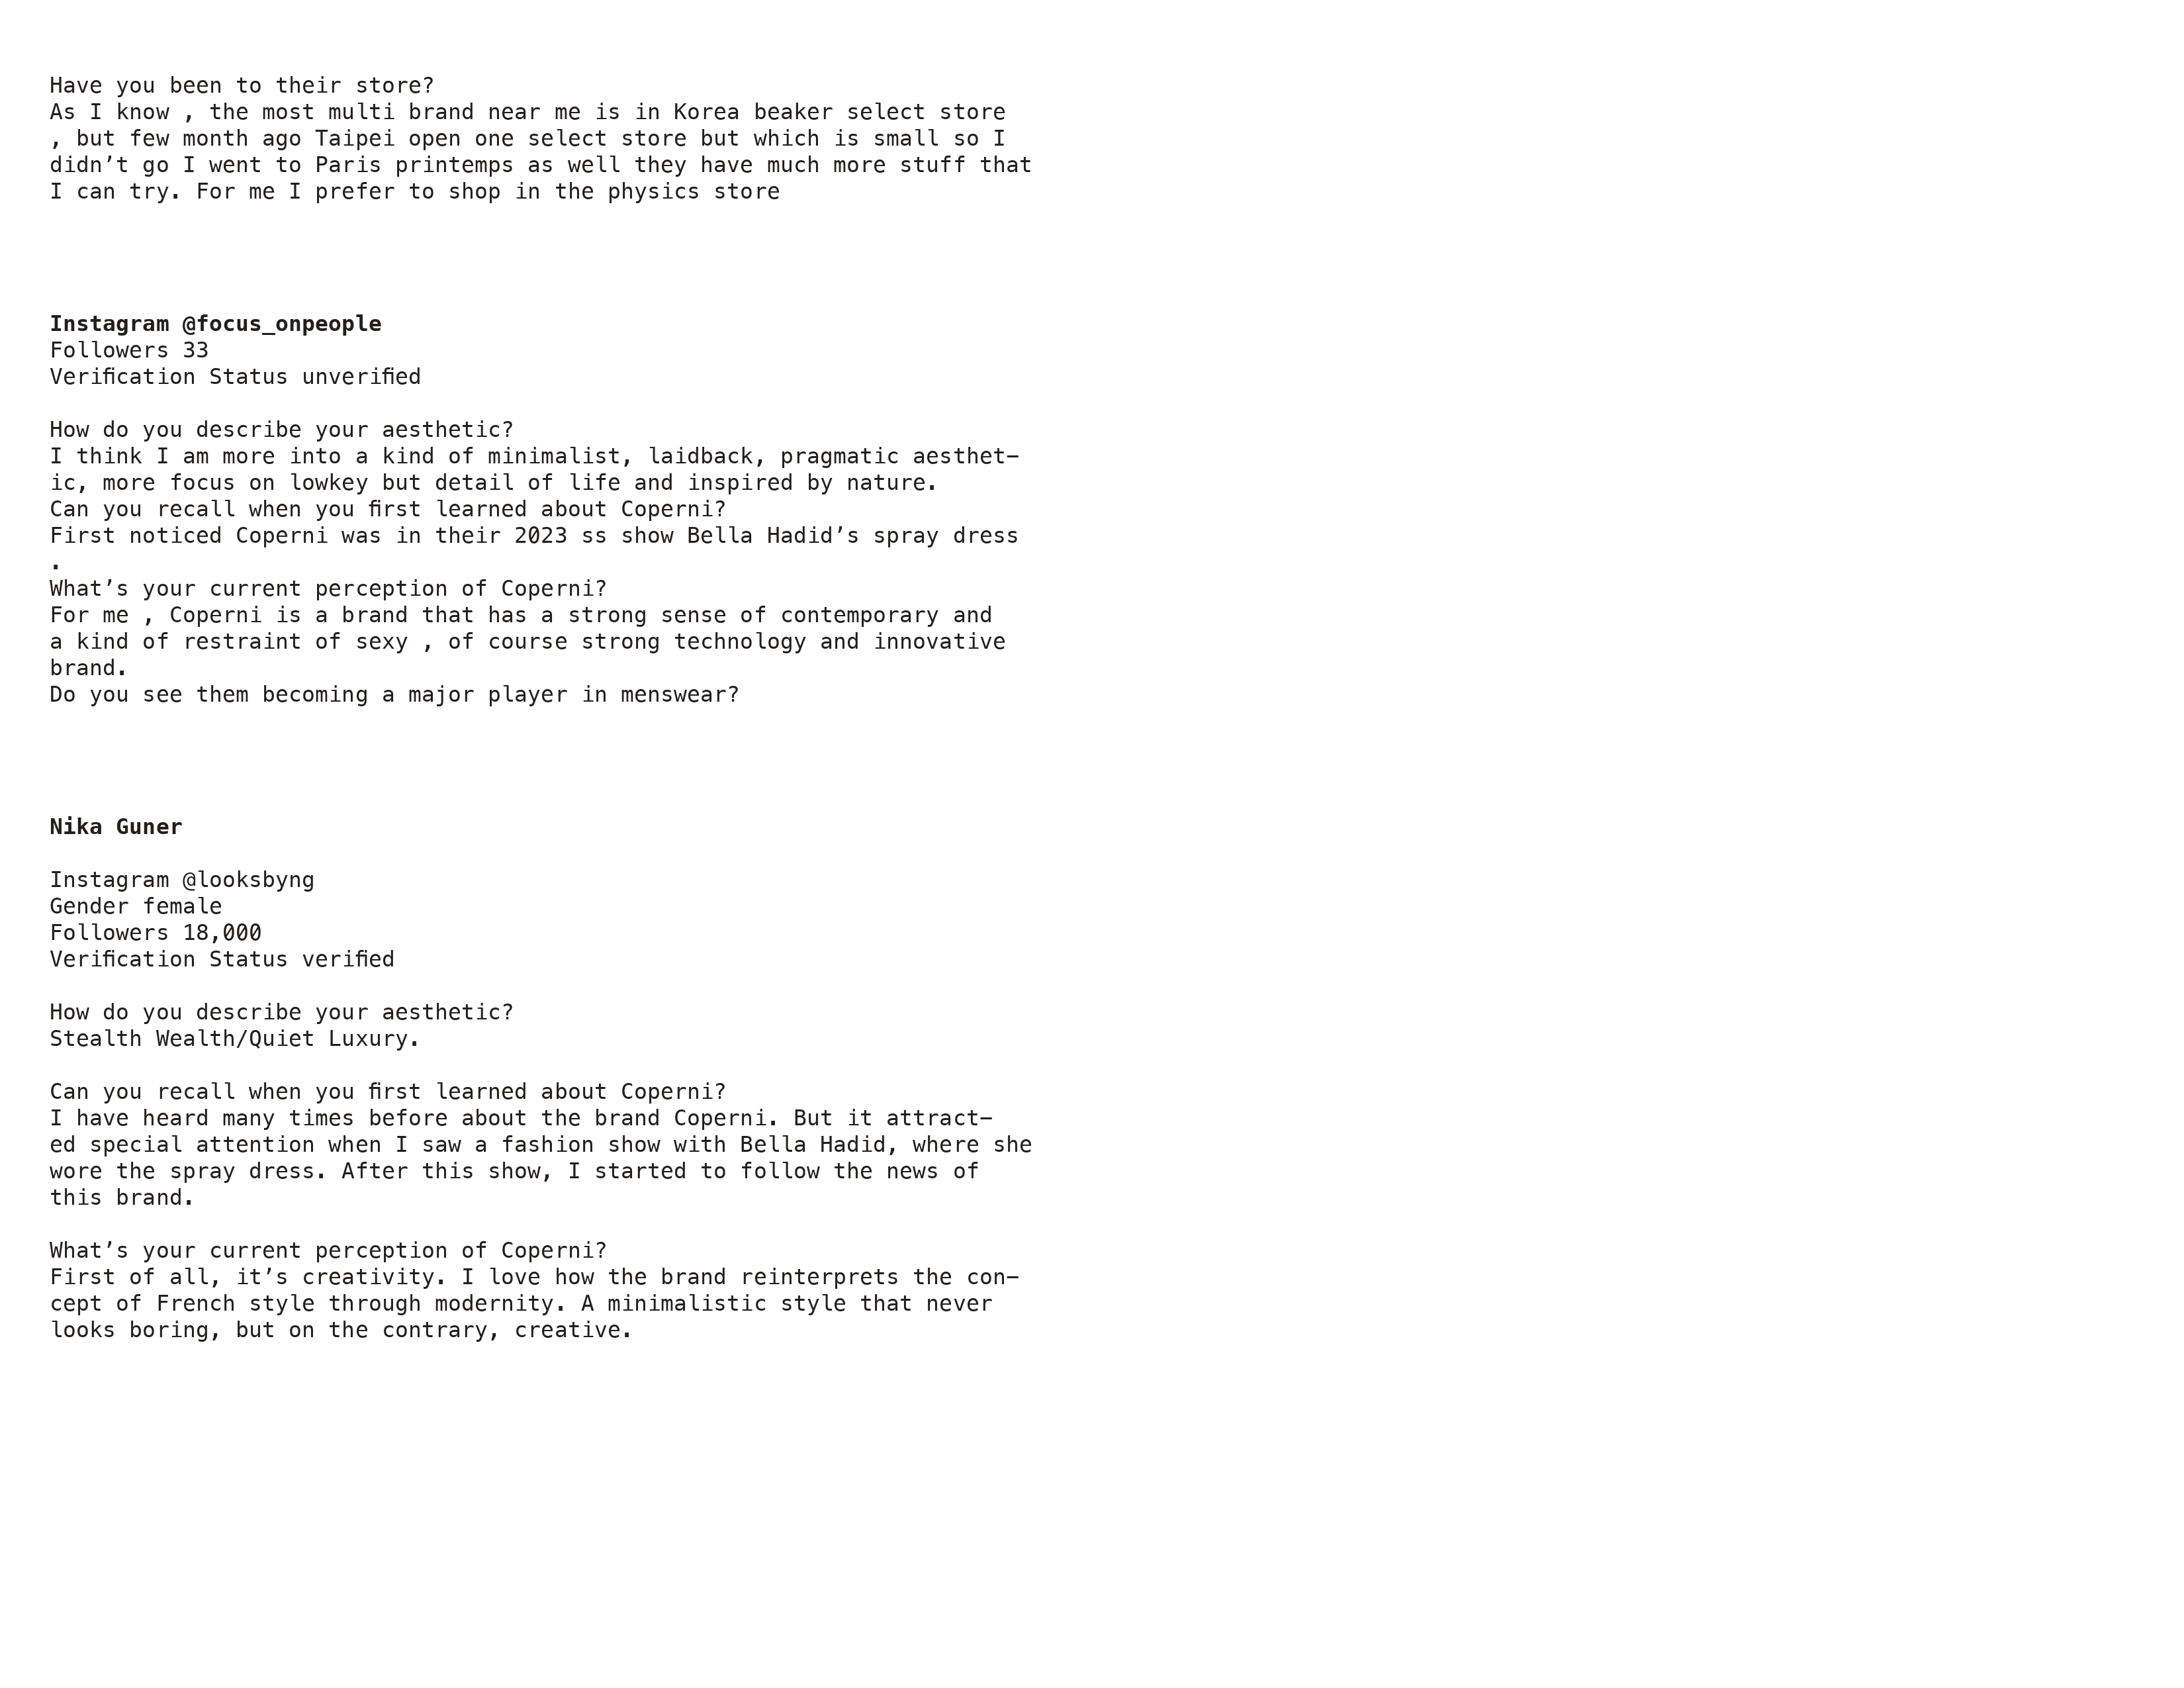 Have you been to their store?
As I know , the most multi brand near me is in Korea beaker select store
, but few month ago Taipei open one select store but which is small so I
didn’t go I went to Paris printemps as well they have much more stuff that
I can try. For me I prefer to shop in the physics store
Instagram @focus_onpeople
Followers 33
Verification Status unverified
How do you describe your aesthetic?
I think I am more into a kind of minimalist, laidback, pragmatic aesthet-
ic, more focus on lowkey but detail of life and inspired by nature.
Can you recall when you first learned about Coperni?
First noticed Coperni was in their 2023 ss show Bella Hadid’s spray dress
.
What’s your current perception of Coperni?
For me , Coperni is a brand that has a strong sense of contemporary and
a kind of restraint of sexy , of course strong technology and innovative
brand.
Do you see them becoming a major player in menswear?
Nika Guner
Instagram @looksbyng
Gender female
Followers 18,000
Verification Status verified
How do you describe your aesthetic?
Stealth Wealth/Quiet Luxury.
Can you recall when you first learned about Coperni?
I have heard many times before about the brand Coperni. But it attract-
ed special attention when I saw a fashion show with Bella Hadid, where she
wore the spray dress. After this show, I started to follow the news of
this brand.
What’s your current perception of Coperni?
First of all, it’s creativity. I love how the brand reinterprets the con-
cept of French style through modernity. A minimalistic style that never
looks boring, but on the contrary, creative.